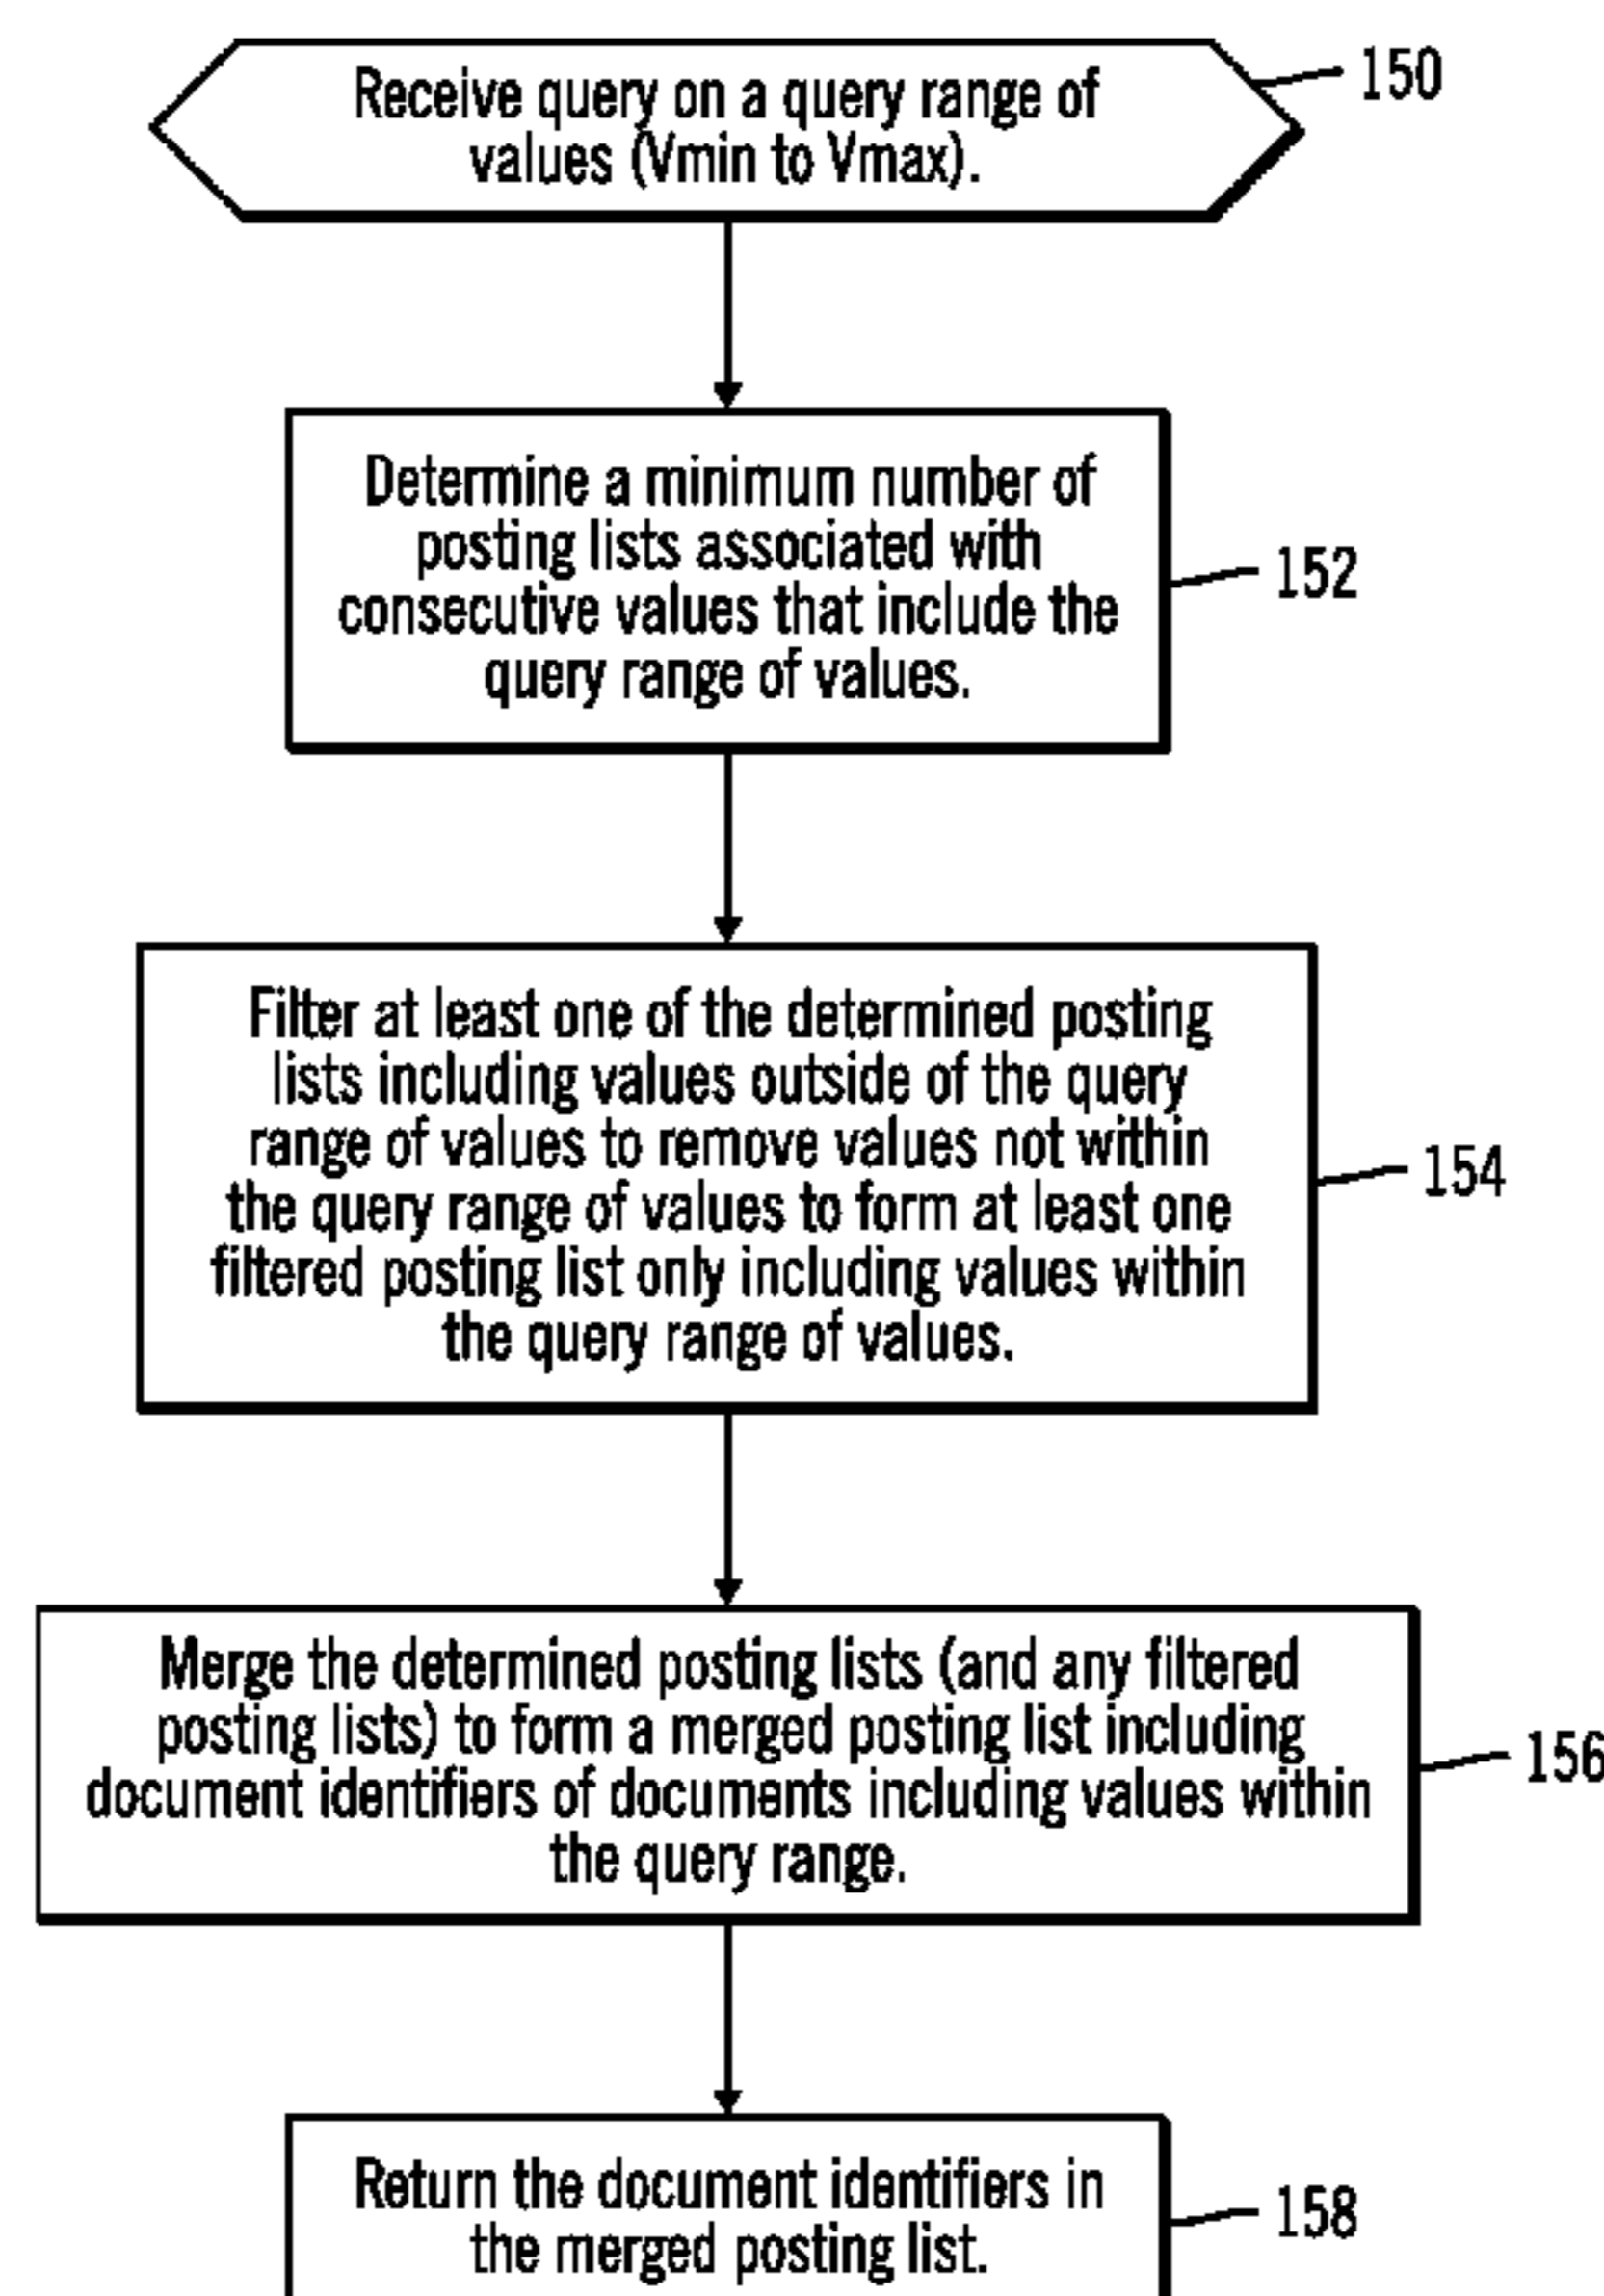 Receive query on a query range of
values (Vmin to Vmax).
150
Determine a minimum number of
posting lists associated with
consecutive values that include the
query range of values.
152
Filter at least one of the determined posting
lists including values outside of the query
range of values to remove values not within
the query range of values to form at least one
filtered posting list only including values within
the query range of values.
154
Merge the determined posting lists (and any filtered
posting lists) to form a merged posting list including
document identifiers of documents including values within
the query range.
156
Return the document identifiers in
the merged posting list.
158